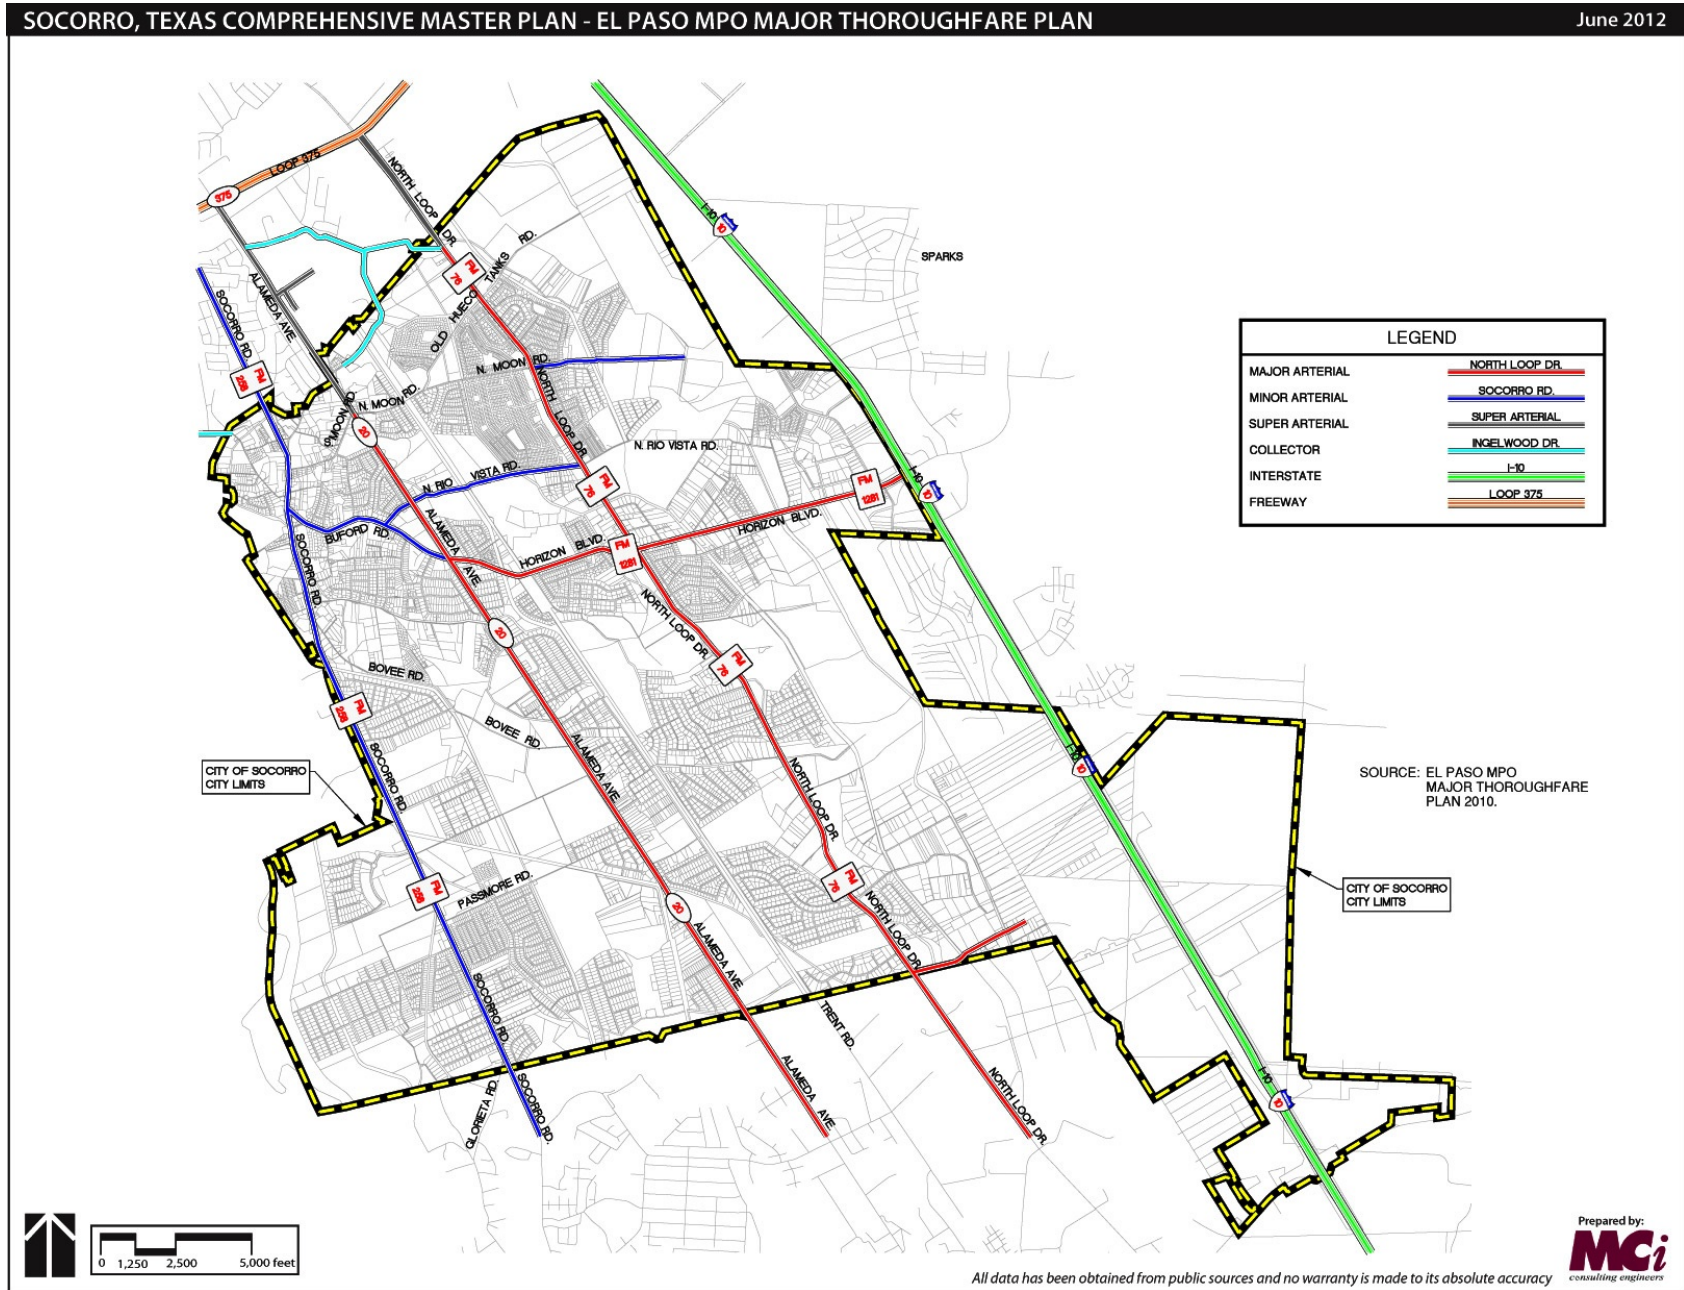 SOCORRO, TEXAS COMPREHENSIVE MASTER PLAN - EL PASO MPO MAJOR THOROUGHFARE PLAN
June 2012
LOOP 375
375
NORTH LOOP DR.
FM 76
OLD HUECO TANKS RD.
I-10
10
SPARKS
ALAMEDA AVE
SOCORRO RD.
FM 258
N. MOON RD.
N. MOON RD.
S MOON RD.
20
NORTH LOOP DR.
N. RIO VISTA RD.
N. RIO VISTA RD.
FM 76
FM 1281
I-10
10
HORIZON BLVD.
BUFORD RD.
ALAMEDA AVE.
HORIZON BLVD.
FM 1281
SOCORRO RD.
NORTH LOOP DR.
20
FM 76
BOVEE RD.
FM 258
BOVEE RD.
SOCORRO RD.
ALAMEDA AVE
NORTH LOOP DR.
I-10
10
CITY OF SOCORRO
CITY LIMITS
FM 258
PASSMORE RD.
20
FM 76
ALAMEDA AVE
NORTH LOOP DR.
SOCORRO RD.
TRENT RD.
GLORIETA RD.
SOCORRO RD.
ALAMEDA AVE.
NORTH LOOP DR.
I-10
10
LEGEND
MAJOR ARTERIAL NORTH LOOP DR.
MINOR ARTERIAL SOCORRO RD.
SUPER ARTERIAL SUPER ARTERIAL
COLLECTOR INGELWOOD DR.
INTERSTATE I-10
FREEWAY LOOP 375
SOURCE: EL PASO MPO
MAJOR THOROUGHFARE
PLAN 2010.
CITY OF SOCORRO
CITY LIMITS
0 1,250 2,500 5,000 feet
All data has been obtained from public sources and no warranty is made to its absolute accuracy
Prepared by:
MCi
consulting engineers